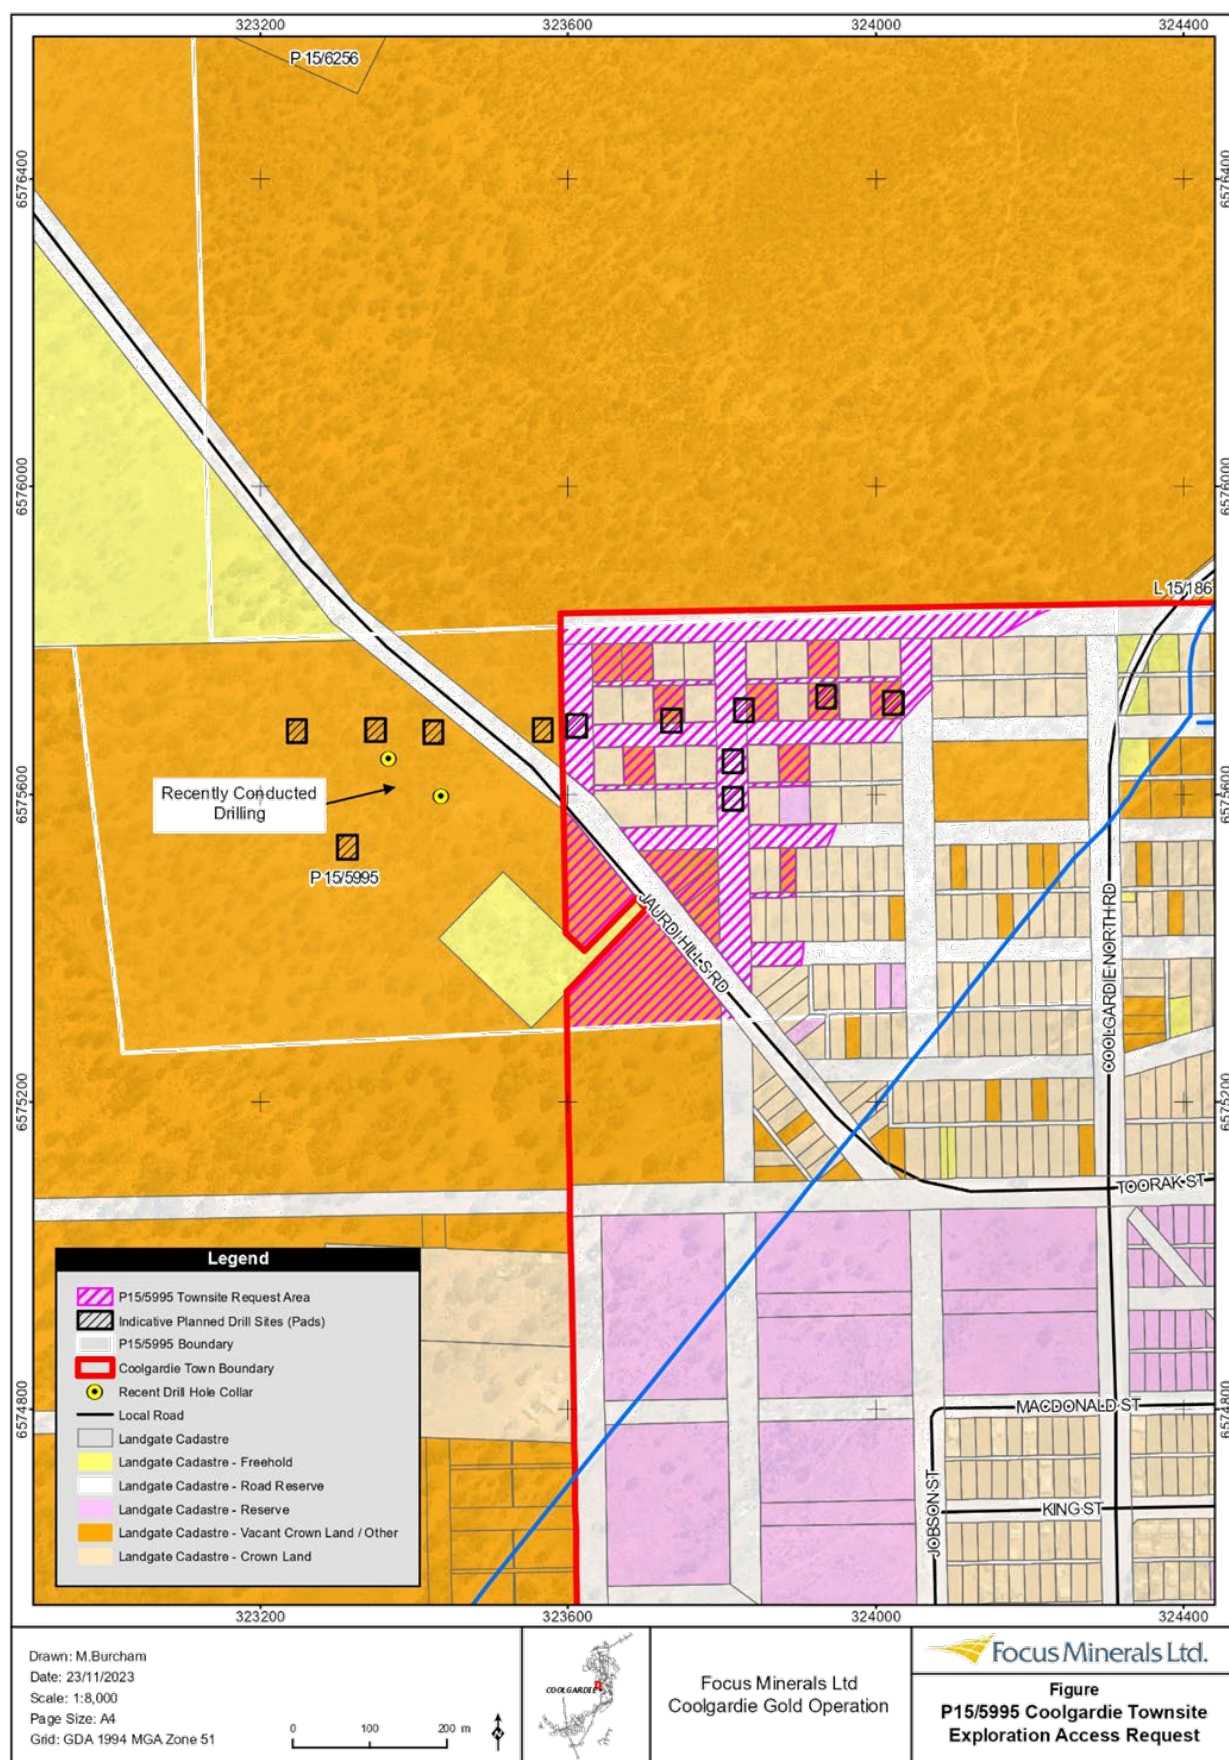 323200
323600
324000
324400
P 15/6256
6576400
6576400
6576000
6576000
L 15/186
6575600
6575600
Recently Conducted
Drilling
P 15/5995
JAURDI HILLS RD
COOLGARDIE NORTH RD
6575200
6575200
TOORAK ST
Legend
P15/5995 Townsite Request Area
Indicative Planned Drill Sites (Pads)
P15/5995 Boundary
Coolgardie Town Boundary
Recent Drill Hole Collar
Local Road
Landgate Cadastre
Landgate Cadastre - Freehold
Landgate Cadastre - Road Reserve
Landgate Cadastre - Reserve
Landgate Cadastre - Vacant Crown Land / Other
Landgate Cadastre - Crown Land
6574800
6574800
MACDONALD ST
JOBSON ST
KING ST
323200
323600
324000
324400
Drawn: M.Burcham
Date: 23/11/2023
Scale: 1:8,000
Page Size: A4
Grid: GDA 1994 MGA Zone 51
0 100 200 m
N
COOLGARDIE
Focus Minerals Ltd
Coolgardie Gold Operation
Focus Minerals Ltd.
Figure
P15/5995 Coolgardie Townsite
Exploration Access Request